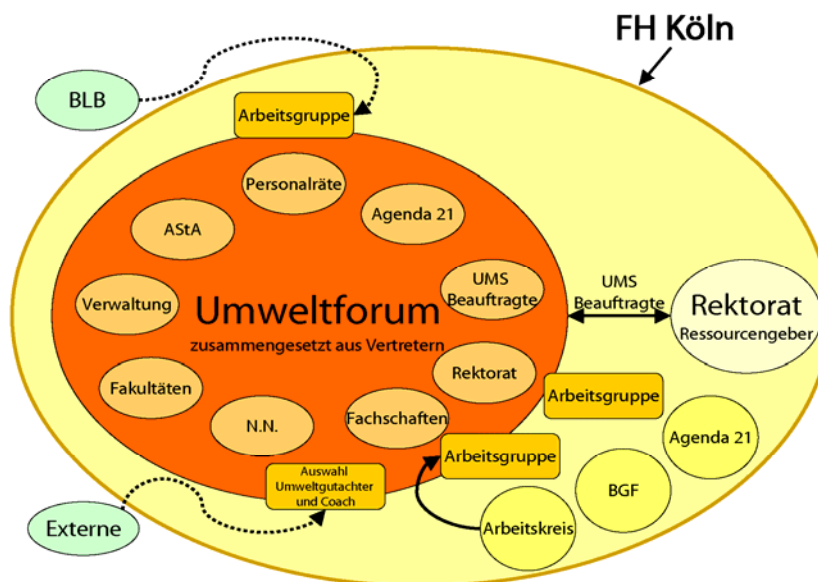 FH Köln
BLB
Arbeitsgruppe
Personalräte
Agenda 21
AStA
UMS
Beauftragte
UMS
Beauftragte
Verwaltung
Umweltforum
zusammengesetzt aus Vertretern
Rektorat
Ressourcengeber
Fakultäten
Rektorat
Arbeitsgruppe
N.N.
Fachschaften
Agenda 21
Arbeitsgruppe
Auswahl
Umweltgutachter
und Coach
BGF
Externe
Arbeitskreis